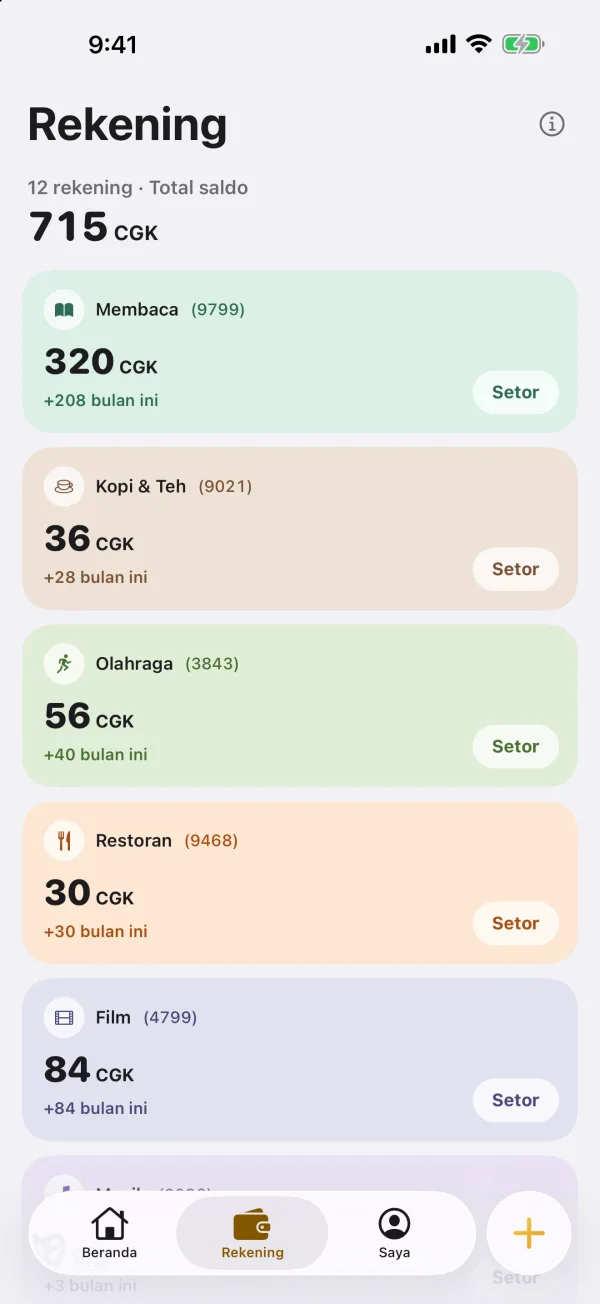 9:41
Rekening
12 rekening · Total saldo
715 CGK
Membaca (9799)
320 CGK
+208 bulan ini
Setor
Kopi & Teh (9021)
36 CGK
+28 bulan ini
Setor
Olahraga (3843)
56 CGK
+40 bulan ini
Setor
Restoran (9468)
30 CGK
+30 bulan ini
Setor
Film (4799)
84 CGK
+84 bulan ini
Setor
Beranda
Rekening
Saya
+3 bulan ini
Setor